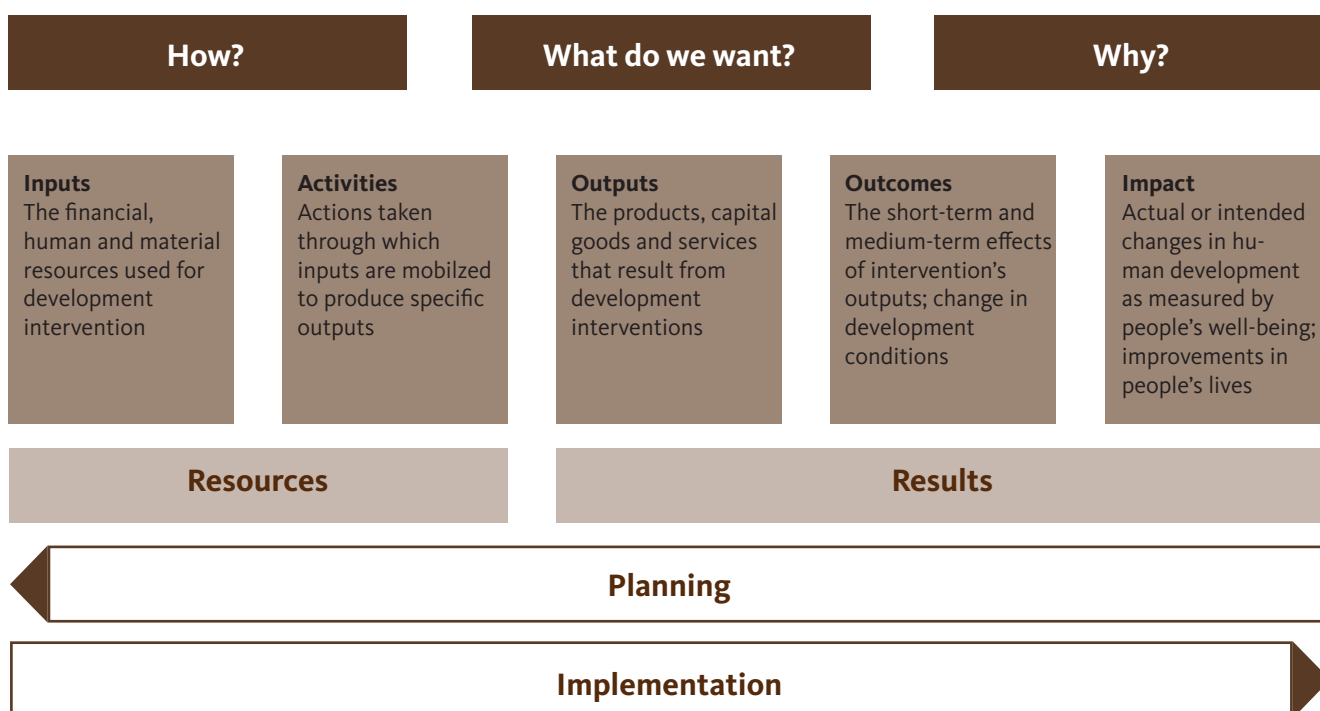 How?
What do we want?
Why?
Inputs
The financial,
human and material
resources used for
development
intervention
Activities
Actions taken
through which
inputs are mobilzed
to produce specific
outputs
Outputs
The products, capital
goods and services
that result from
development
interventions
Outcomes
The short-term and
medium-term effects
of intervention’s
outputs; change in
development
conditions
Impact
Actual or intended
changes in hu-
man development
as measured by
people’s well-being;
improvements in
people’s lives
Resources
Results
Planning
Implementation